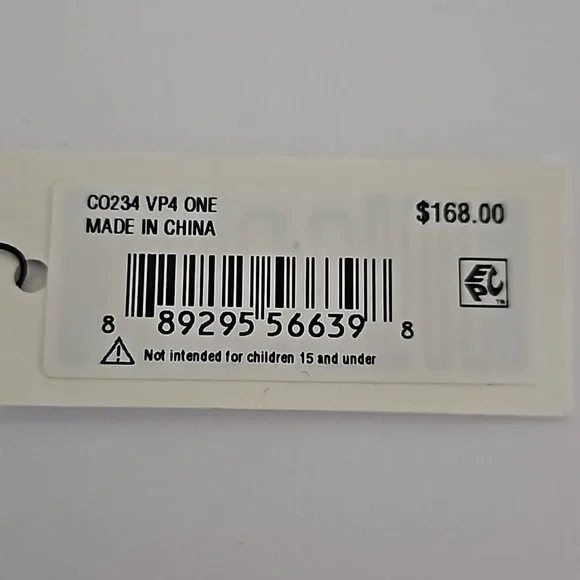 CO234 VP4 ONE
MADE IN CHINA
$168.00
EPC™
8 89295 56639 8
⚠ Not intended for children 15 and under